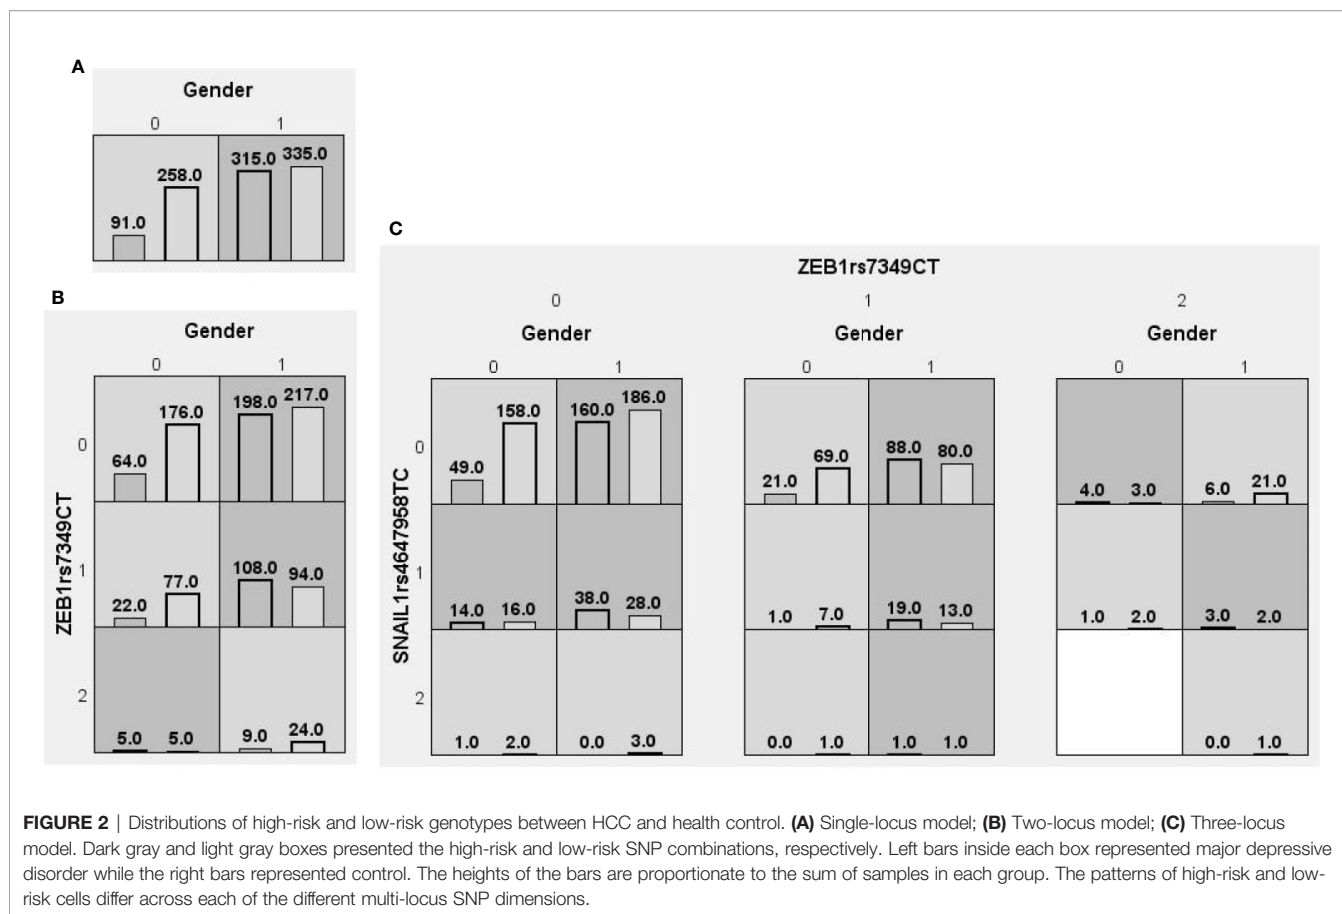 A
Gender
0 1
91.0 258.0 315.0 335.0
B
Gender
0 1
ZEB1rs7349CT
0 64.0 176.0 198.0 217.0
1 22.0 77.0 108.0 94.0
2 5.0 5.0 9.0 24.0
C
ZEB1rs7349CT
0 1 2
Gender Gender Gender
0 1 0 1 0 1
SNAIL1rs4647958TC
0 49.0 158.0 160.0 186.0 21.0 69.0 88.0 80.0 4.0 3.0 6.0 21.0
1 14.0 16.0 38.0 28.0 1.0 7.0 19.0 13.0 1.0 2.0 3.0 2.0
2 1.0 2.0 0.0 3.0 0.0 1.0 1.0 1.0 0.0 1.0
FIGURE 2 | Distributions of high-risk and low-risk genotypes between HCC and health control. (A) Single-locus model; (B) Two-locus model; (C) Three-locus
model. Dark gray and light gray boxes presented the high-risk and low-risk SNP combinations, respectively. Left bars inside each box represented major depressive
disorder while the right bars represented control. The heights of the bars are proportionate to the sum of samples in each group. The patterns of high-risk and low-
risk cells differ across each of the different multi-locus SNP dimensions.